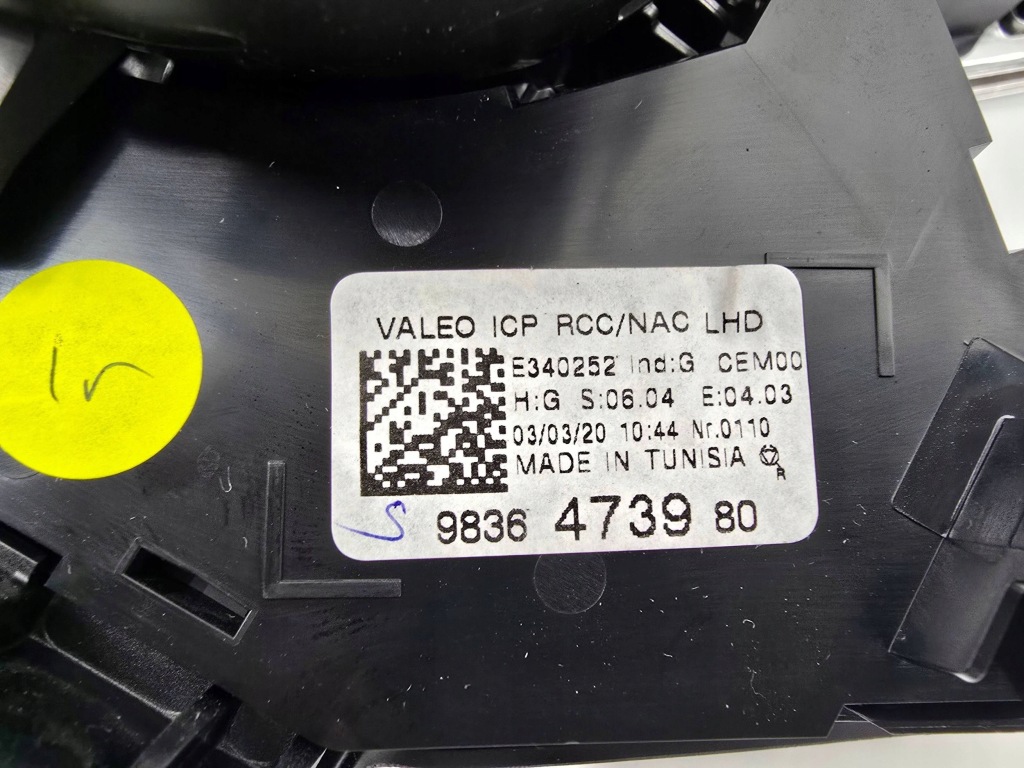 VALEO ICP RCC/NAC LHD
E340252 Ind:G CEM00
H:G S:06.04 E:04.03
03/03/20 10:44 Nr.0110
MADE IN TUNISIA R
S 9836 4739 80